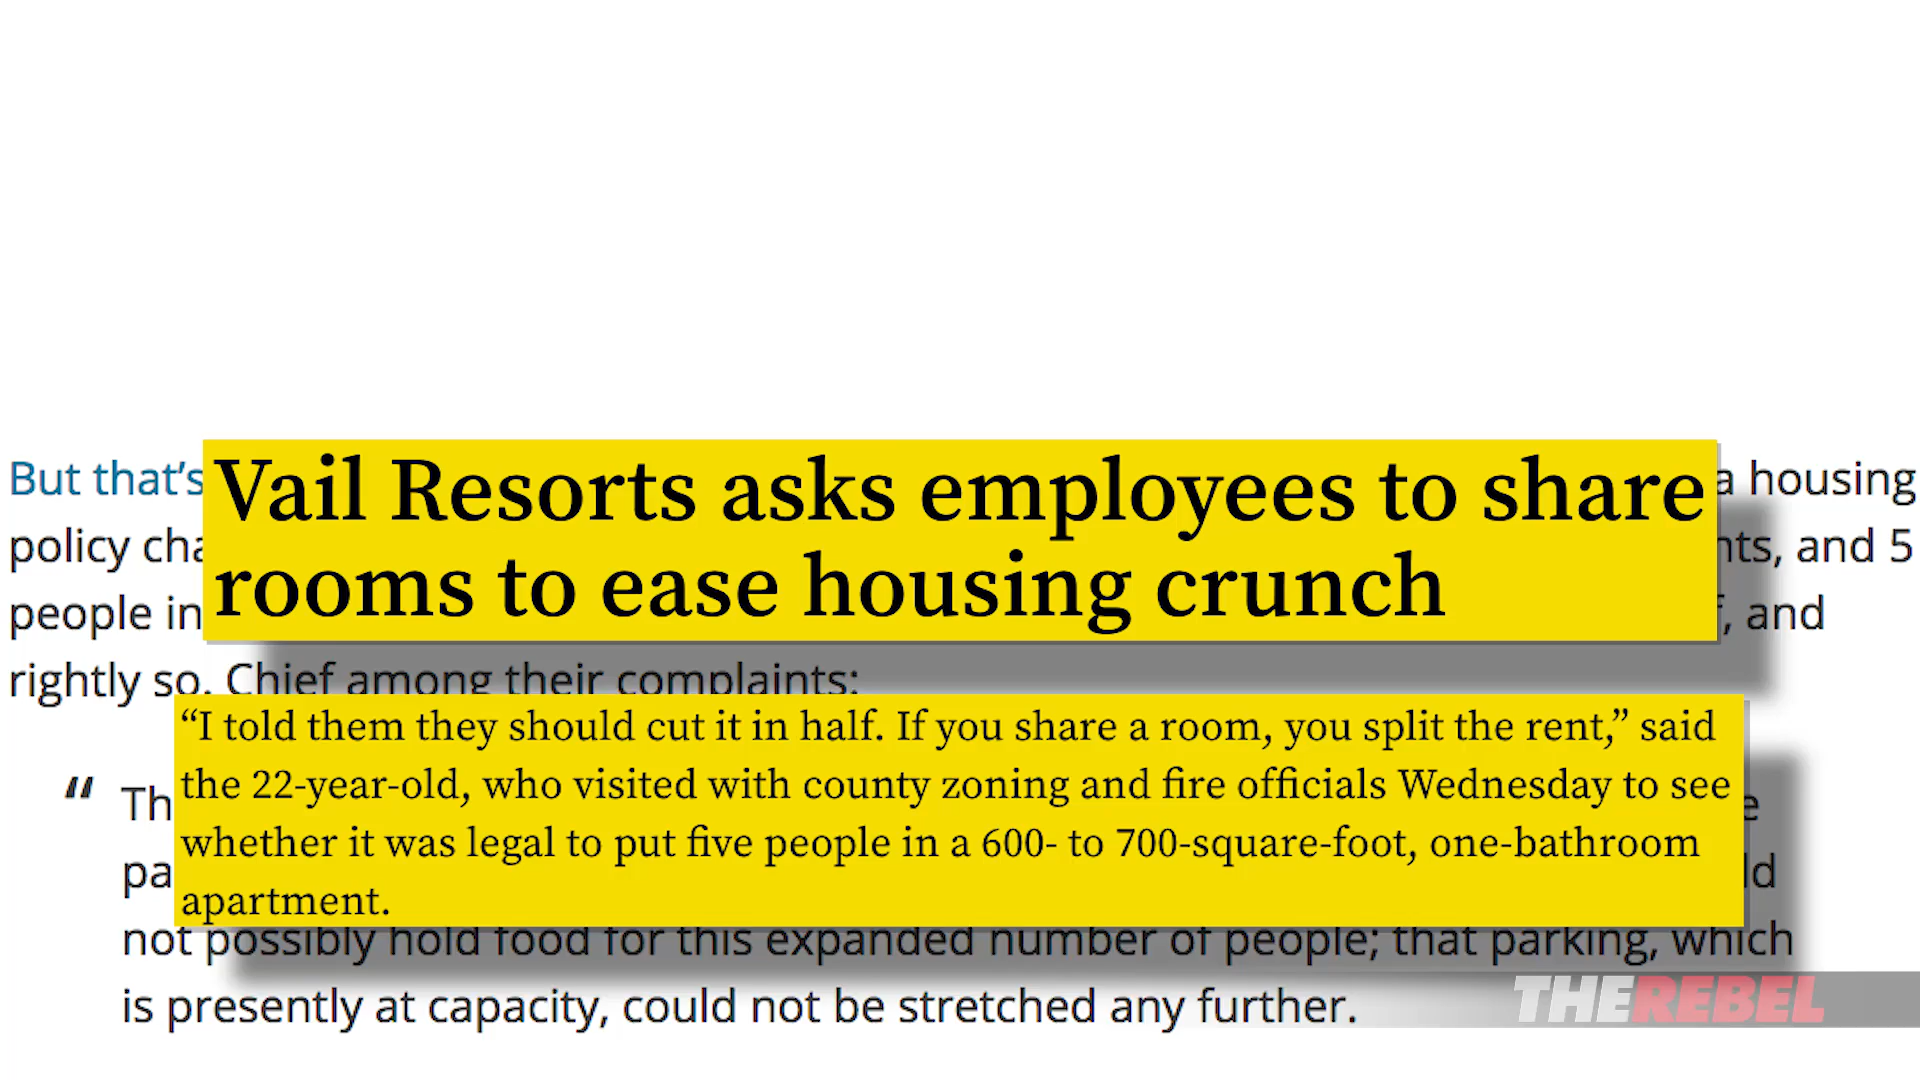 But that's
a housing
Vail Resorts asks employees to share
rooms to ease housing crunch
policy cha
nts, and 5
people in
, and
rightly so. Chief among their complaints:
“I told them they should cut it in half. If you share a room, you split the rent,” said
the 22-year-old, who visited with county zoning and fire officials Wednesday to see
whether it was legal to put five people in a 600- to 700-square-foot, one-bathroom
apartment.
“ Th
pa
ld
not possibly hold food for this expanded number of people; that parking, which
is presently at capacity, could not be stretched any further.
THE REBEL